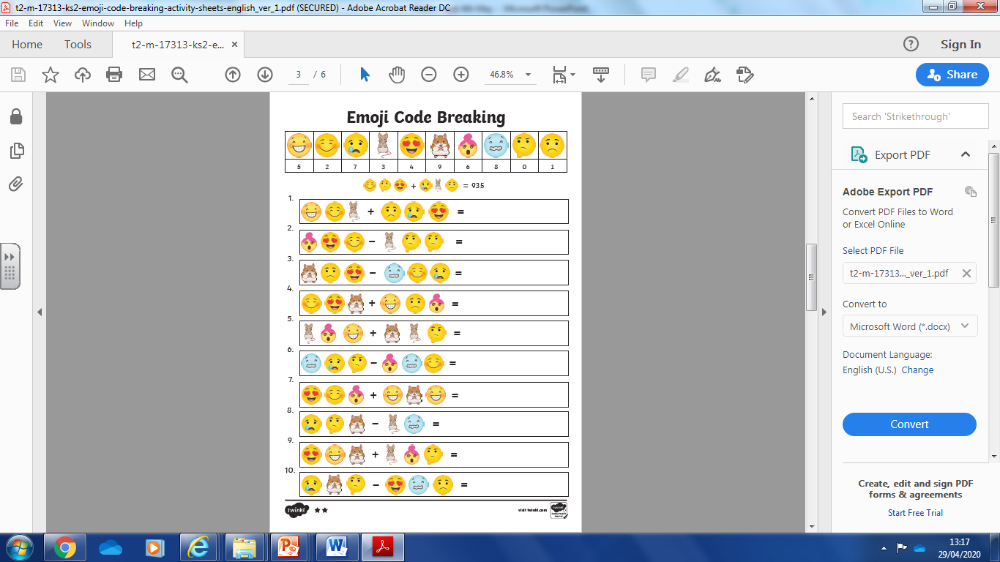 t2-m-17313-ks2-emoji-code-breaking-activity-sheets-english_ver_1.pdf (SECURED) - Adobe Acrobat Reader DC
File Edit View Window Help
Home Tools t2-m-17313-ks2-e... × Sign In
3 / 6 46.8% Share
Emoji Code Breaking
5 2 7 3 4 9 6 8 0 1
+ = 935
1. + =
2. – =
3. – =
4. + =
5. + =
6. – =
7. + =
8. – =
9. + =
10. – =
twinkl visit twinkl.com
Search 'Strikethrough'
Export PDF
Adobe Export PDF
Convert PDF Files to Word
or Excel Online
Select PDF File
t2-m-17313..._ver_1.pdf
Convert to
Microsoft Word (*.docx)
Document Language:
English (U.S.) Change
Convert
Create, edit and sign PDF
forms & agreements
Start Free Trial
13:17
29/04/2020